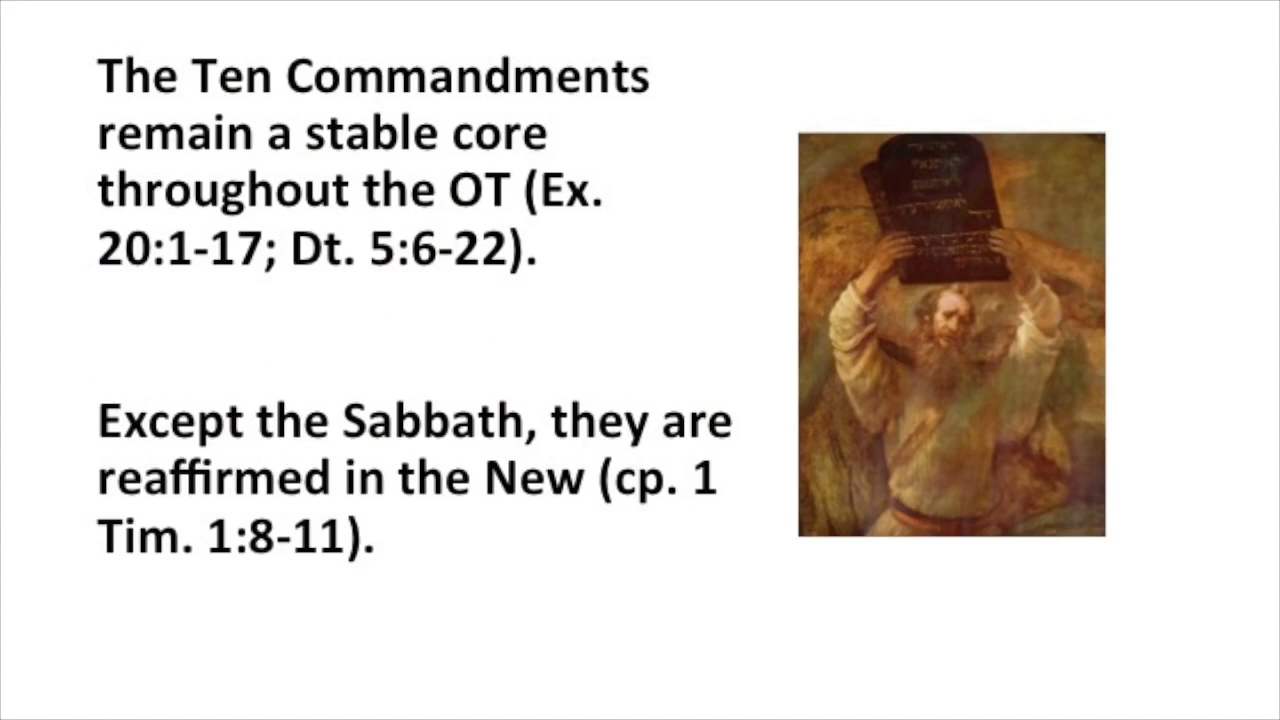 The Ten Commandments
remain a stable core
throughout the OT (Ex.
20:1-17; Dt. 5:6-22).
Except the Sabbath, they are
reaffirmed in the New (cp. 1
Tim. 1:8-11).